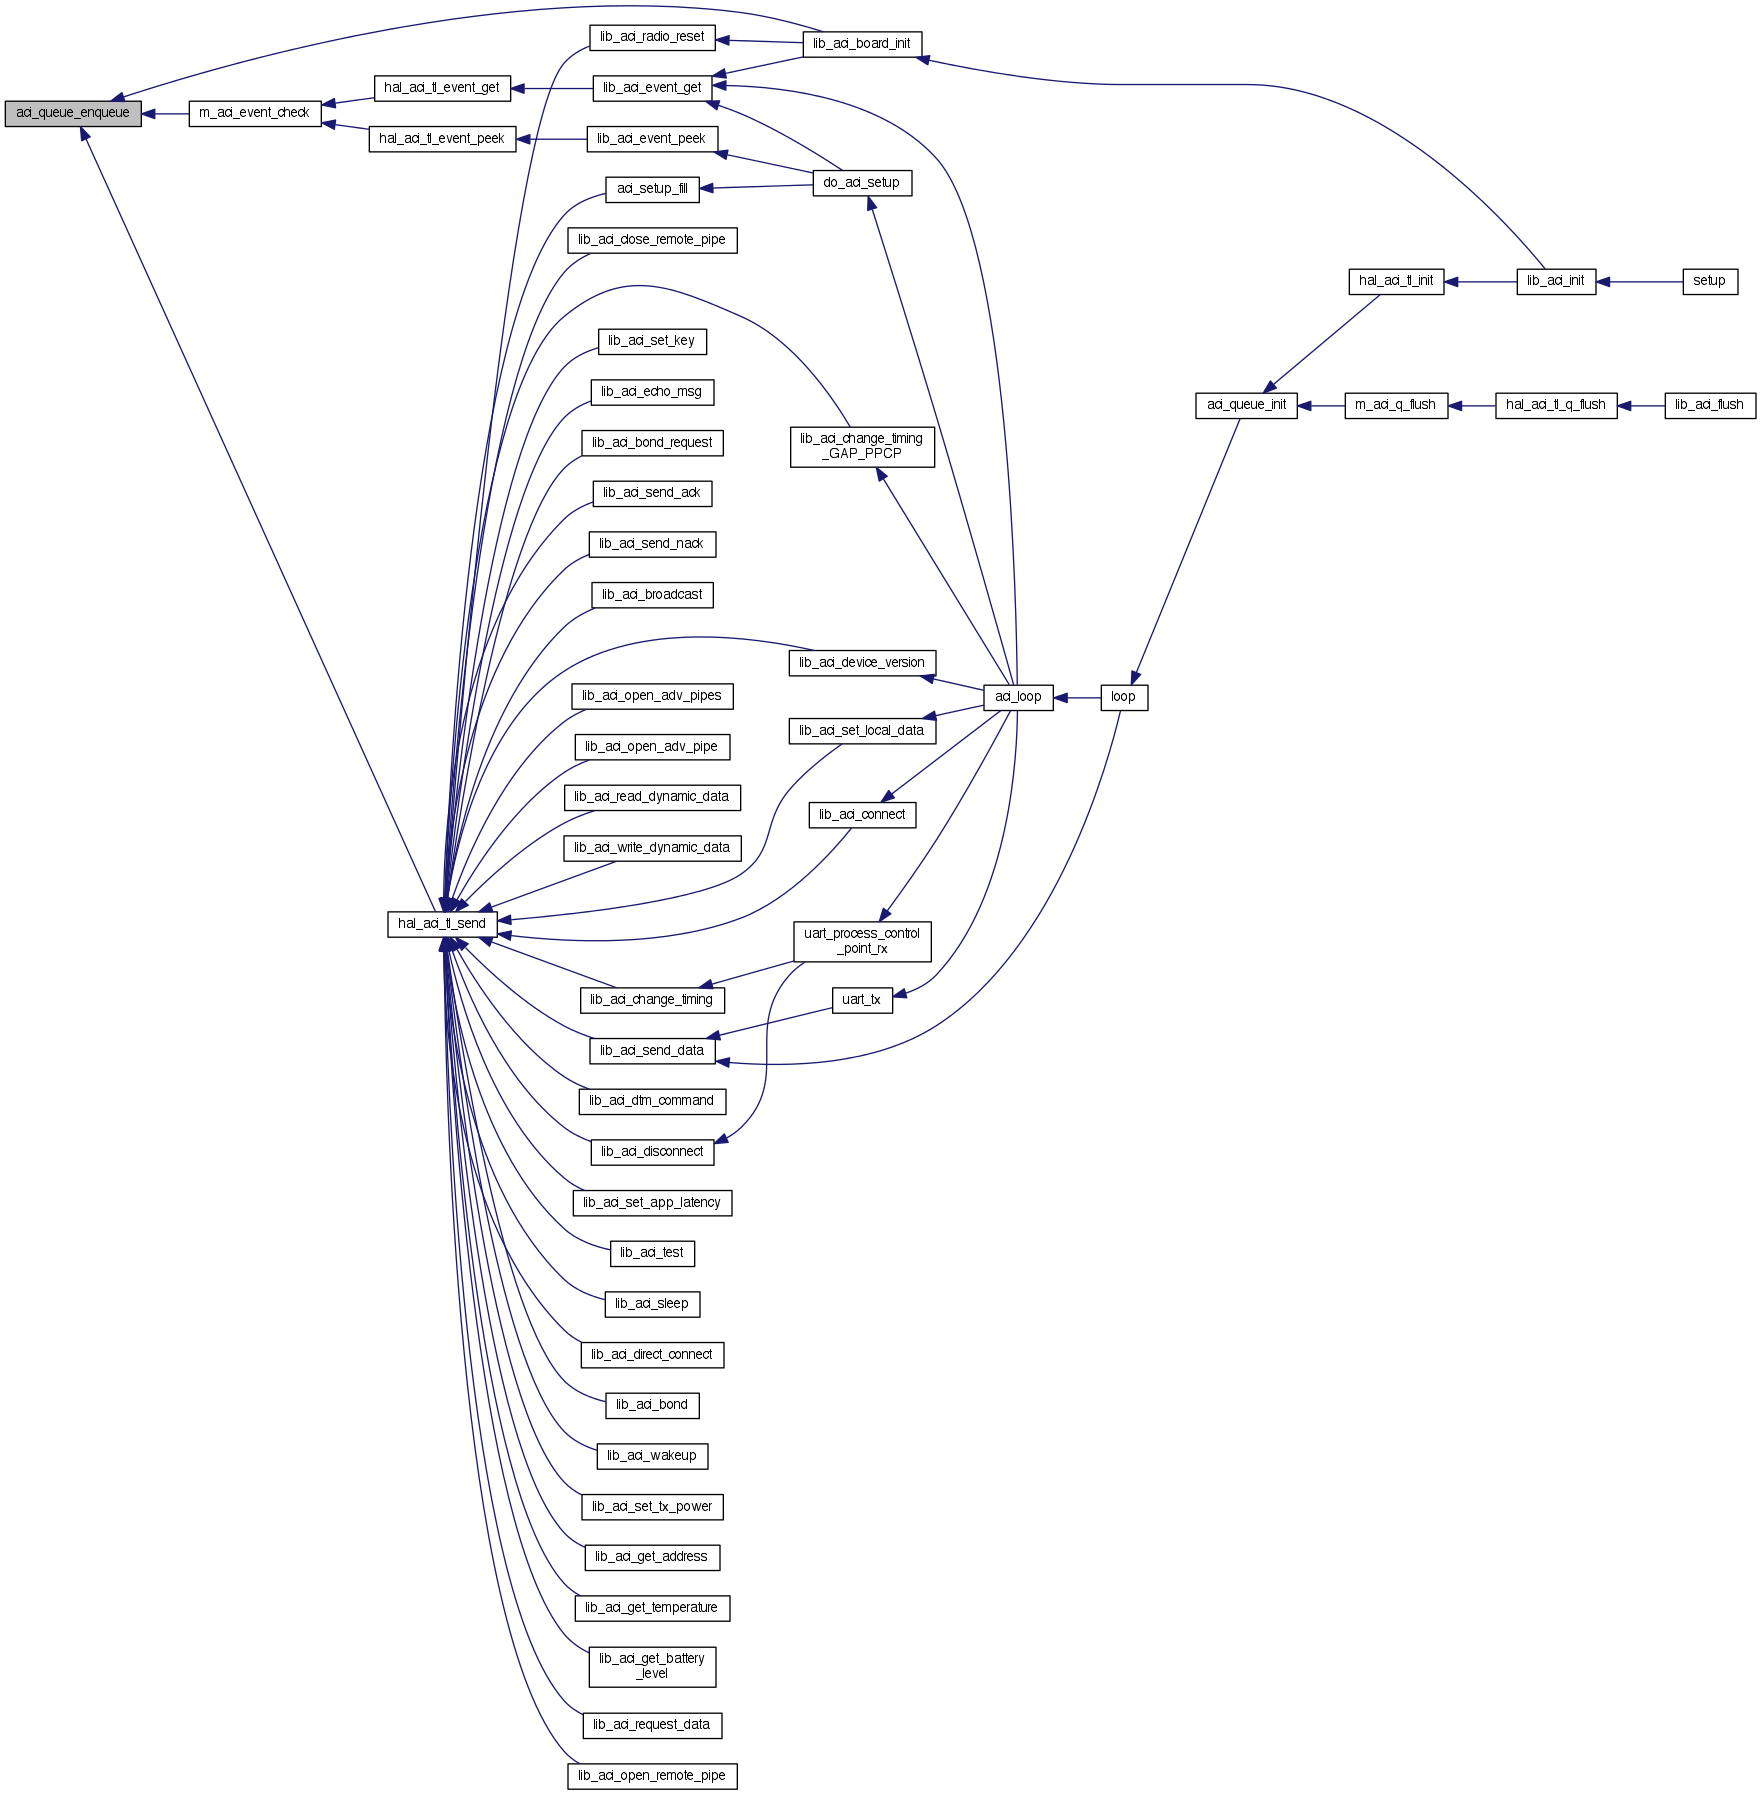 aci_queue_enqueue
m_aci_event_check
hal_aci_tl_event_get
hal_aci_tl_event_peek
hal_aci_tl_send
lib_aci_radio_reset
lib_aci_event_get
lib_aci_event_peek
aci_setup_fill
lib_aci_close_remote_pipe
lib_aci_set_key
lib_aci_echo_msg
lib_aci_bond_request
lib_aci_send_ack
lib_aci_send_nack
lib_aci_broadcast
lib_aci_open_adv_pipes
lib_aci_open_adv_pipe
lib_aci_read_dynamic_data
lib_aci_write_dynamic_data
lib_aci_change_timing
lib_aci_send_data
lib_aci_dtm_command
lib_aci_disconnect
lib_aci_set_app_latency
lib_aci_test
lib_aci_sleep
lib_aci_direct_connect
lib_aci_bond
lib_aci_wakeup
lib_aci_set_tx_power
lib_aci_get_address
lib_aci_get_temperature
lib_aci_get_battery
_level
lib_aci_request_data
lib_aci_open_remote_pipe
lib_aci_board_init
do_aci_setup
lib_aci_change_timing
_GAP_PPCP
lib_aci_device_version
lib_aci_set_local_data
lib_aci_connect
uart_process_control
_point_rx
uart_tx
aci_loop
loop
aci_queue_init
hal_aci_tl_init
m_aci_q_flush
lib_aci_init
hal_aci_tl_q_flush
setup
lib_aci_flush